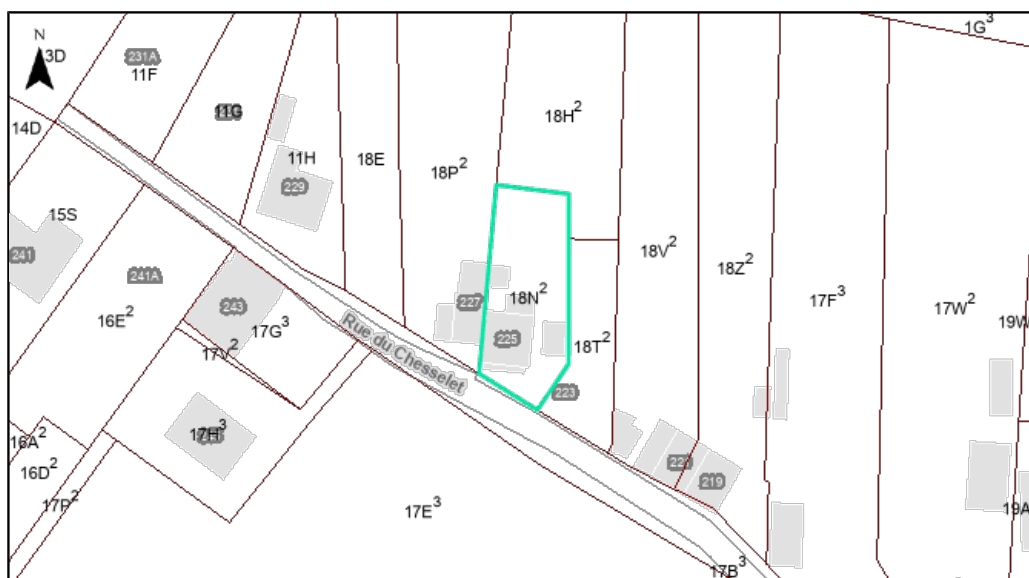 1G³
N
3D
231A
11F
11G
18H²
14D
11H
18E
18P²
229
15S
18V²
241
18Z²
241A
17F³
17W²
19W
227
18N²
243
16E²
17G³
Rue du Chesselet
225
18T²
17V²
223
17H³
16A²
221
16D²
219
17P²
17E³
19A
17B³